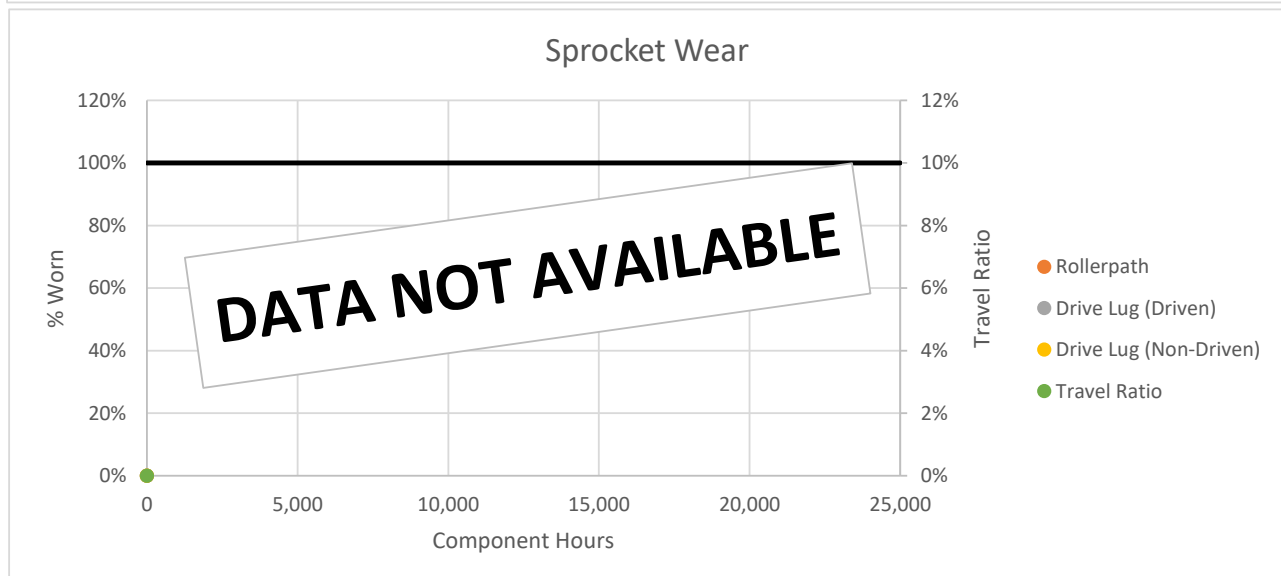 Sprocket Wear
120%
100%
80%
60%
40%
20%
0%
% Worn
12%
10%
8%
6%
4%
2%
0%
Travel Ratio
DATA NOT AVAILABLE
0
5,000
10,000
15,000
20,000
25,000
Component Hours
Rollerpath
Drive Lug (Driven)
Drive Lug (Non-Driven)
Travel Ratio